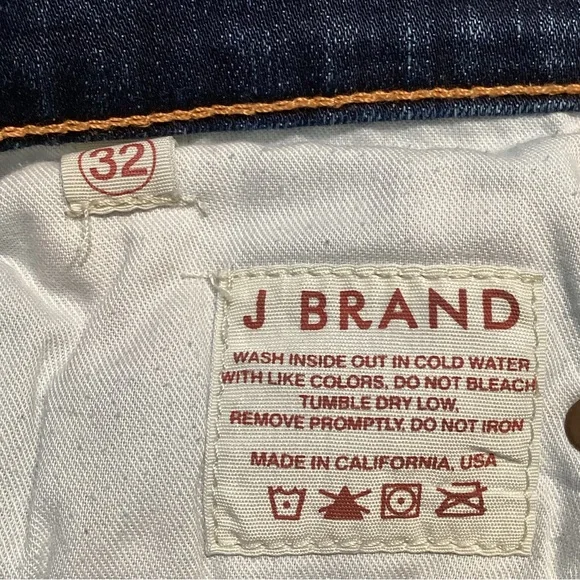 32
J BRAND
WASH INSIDE OUT IN COLD WATER
WITH LIKE COLORS, DO NOT BLEACH
TUMBLE DRY LOW,
REMOVE PROMPTLY, DO NOT IRON
MADE IN CALIFORNIA, USA